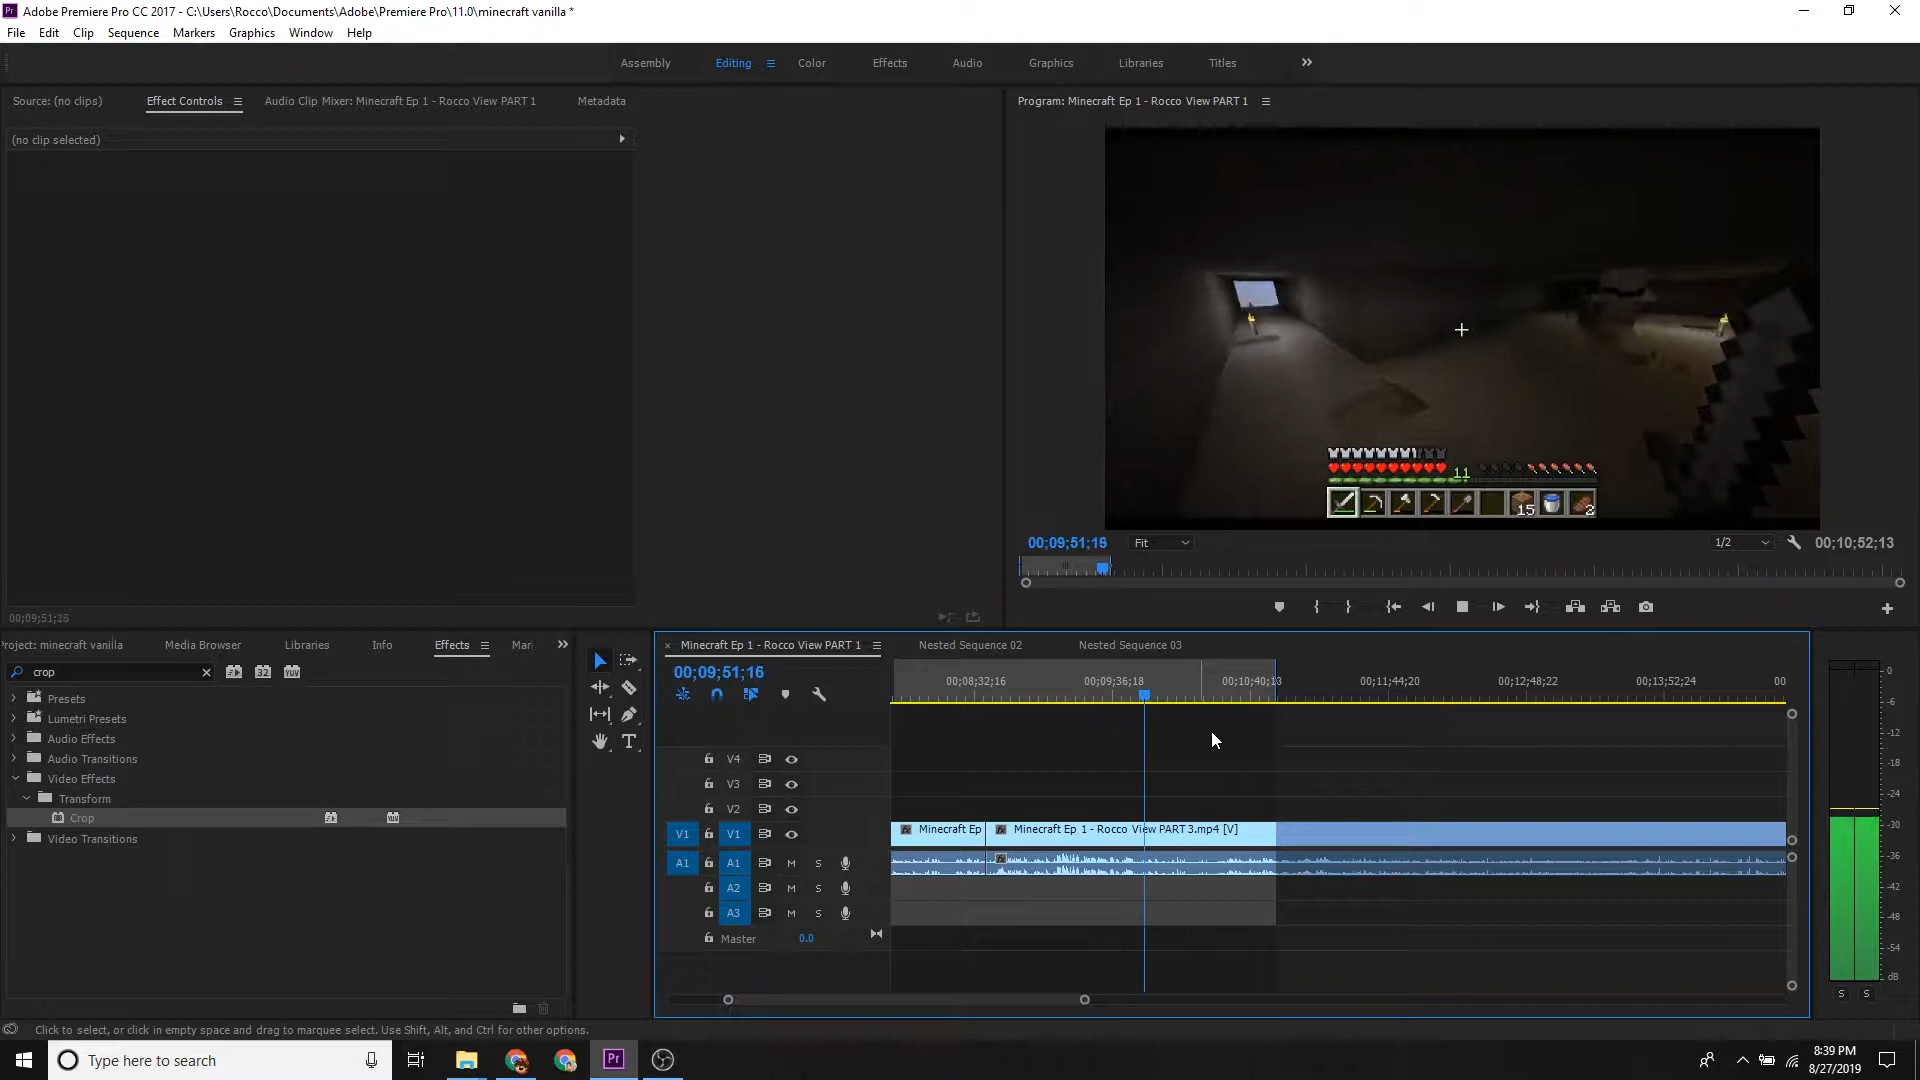 Adobe Premiere Pro CC 2017 - C:\Users\Rocco\Documents\Adobe\Premiere Pro\11.0\minecraft vanilla *
File Edit Clip Sequence Markers Graphics Window Help
Assembly Editing Color Effects Audio Graphics Libraries Titles
Source: (no clips) Effect Controls Audio Clip Mixer: Minecraft Ep 1 - Rocco View PART 1 Metadata
Program: Minecraft Ep 1 - Rocco View PART 1
(no clip selected)
11
15 2
00;09;51;16 Fit 1/2 00;10;52;13
00;09;51;16
Project: minecraft vanilla Media Browser Libraries Info Effects Mar
Minecraft Ep 1 - Rocco View PART 1 Nested Sequence 02 Nested Sequence 03
crop
32 YUV
00;09;51;16
00;08;32;16 00;09;36;18 00;10;40;18 00;11;44;20 00;12;48;22 00;13;52;24 00
Presets
Lumetri Presets
Audio Effects
Audio Transitions
Video Effects
Transform
Crop
Video Transitions
V4
V3
V2
V1 V1 Minecraft Ep Minecraft Ep 1 - Rocco View PART 3.mp4 [V]
A1 A1 M S
A2 M S
A3 M S
Master 0.0
0
-6
-12
-18
-24
-30
-36
-42
-48
-54
dB
S S
Click to select, or click in empty space and drag to marquee select. Use Shift, Alt, and Ctrl for other options.
Type here to search
Pr
8:39 PM
8/27/2019